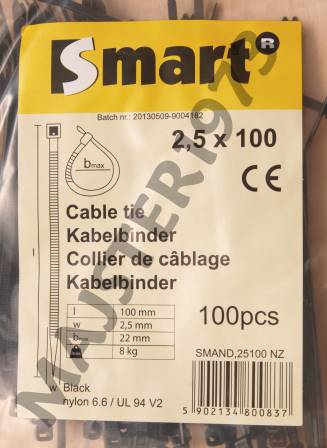 Smart®
Batch nr.: 20130509-9004182
2,5 x 100
bmax
CE
Cable tie
Kabelbinder
Collier de câblage
Kabelbinder
l 100 mm
w 2,5 mm
bmax 22 mm
max 8 kg
100pcs
SMAND,25100 NZ
l
w
Black
nylon 6.6 / UL 94 V2
5 902134 800837
MAJSTER1973